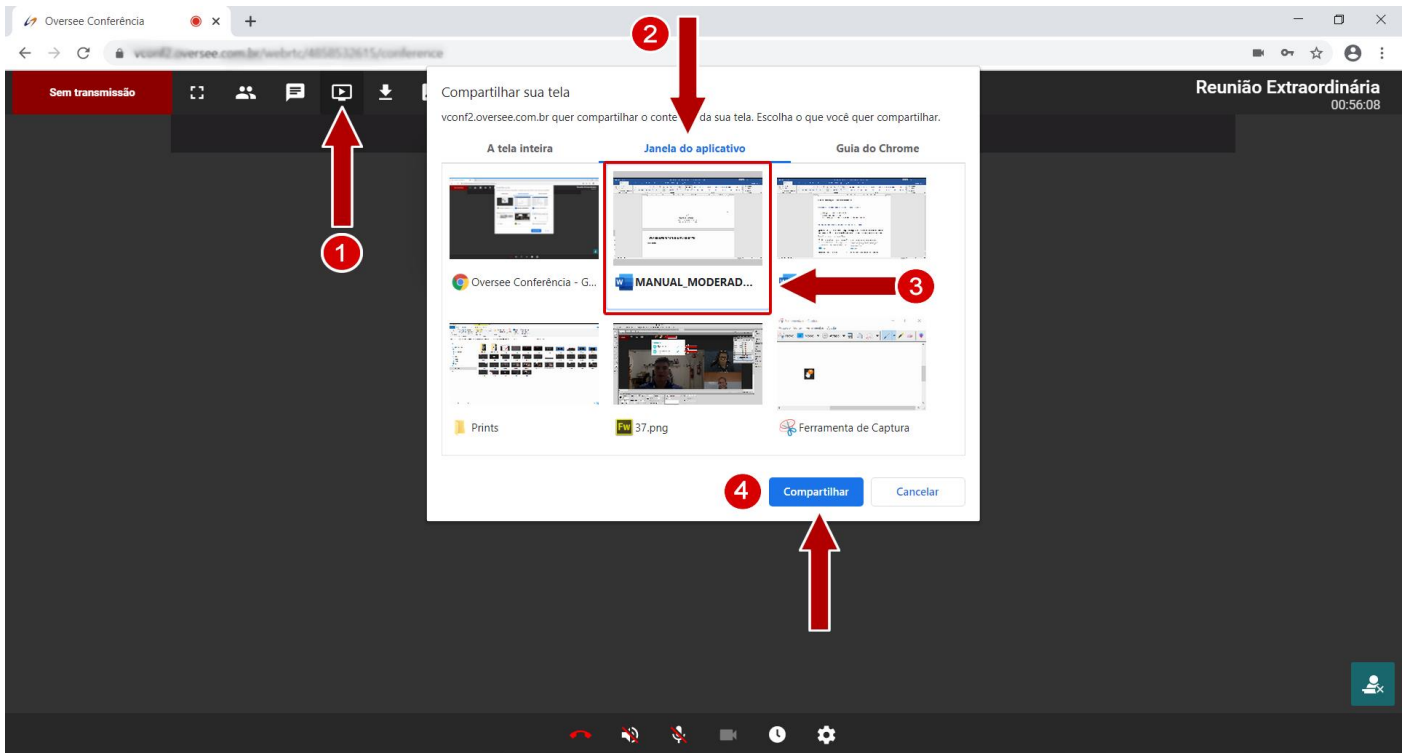 Oversee Conferência
2
Sem transmissão
Reunião Extraordinária
00:56:08
Compartilhar sua tela
vconf2.oversee.com.br quer compartilhar o conte da sua tela. Escolha o que você quer compartilhar.
A tela inteira
Janela do aplicativo
Guia do Chrome
1
Oversee Conferência - G...
MANUAL_MODERAD...
3
Prints
Fw 37.png
Ferramenta de Captura
4
Compartilhar
Cancelar